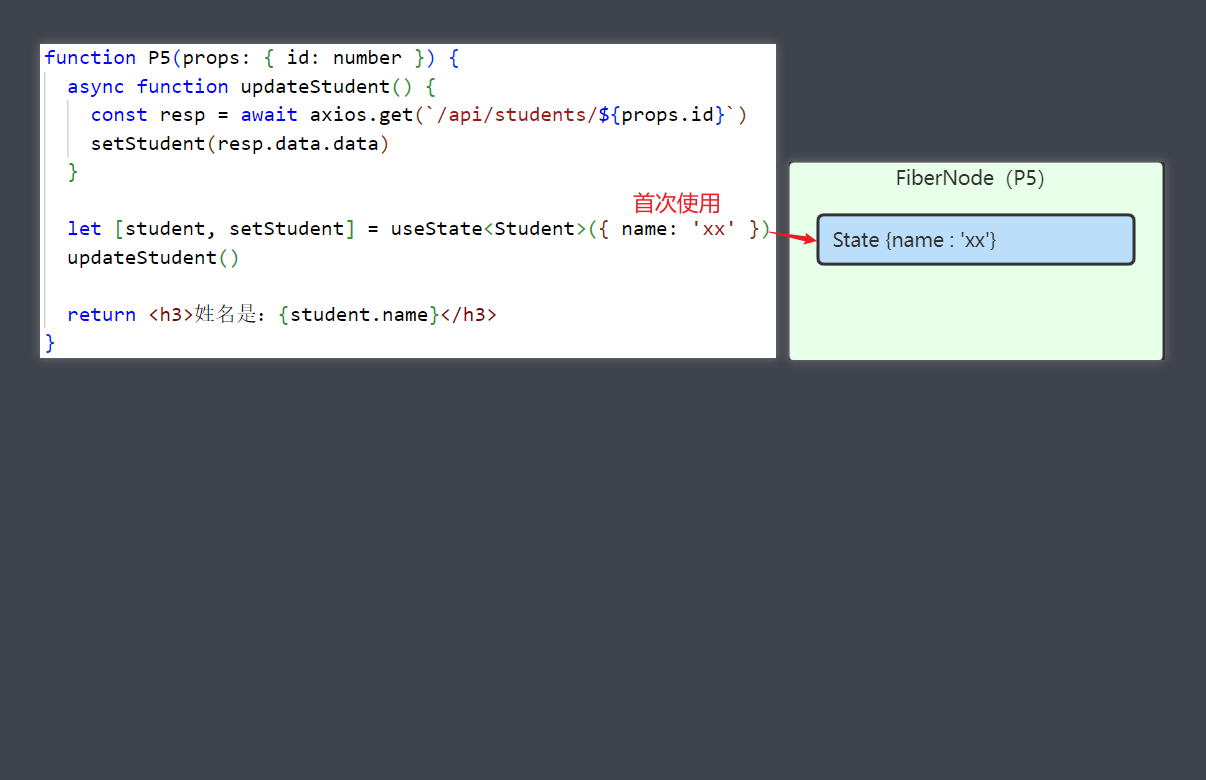 function P5(props: { id: number }) {
async function updateStudent() {
const resp = await axios.get(`/api/students/${props.id}`)
setStudent(resp.data.data)
}
首次使用
let [student, setStudent] = useState<Student>({ name: 'xx' })
updateStudent()
return <h3>姓名是：{student.name}</h3>
}
FiberNode（P5）
State {name : 'xx'}